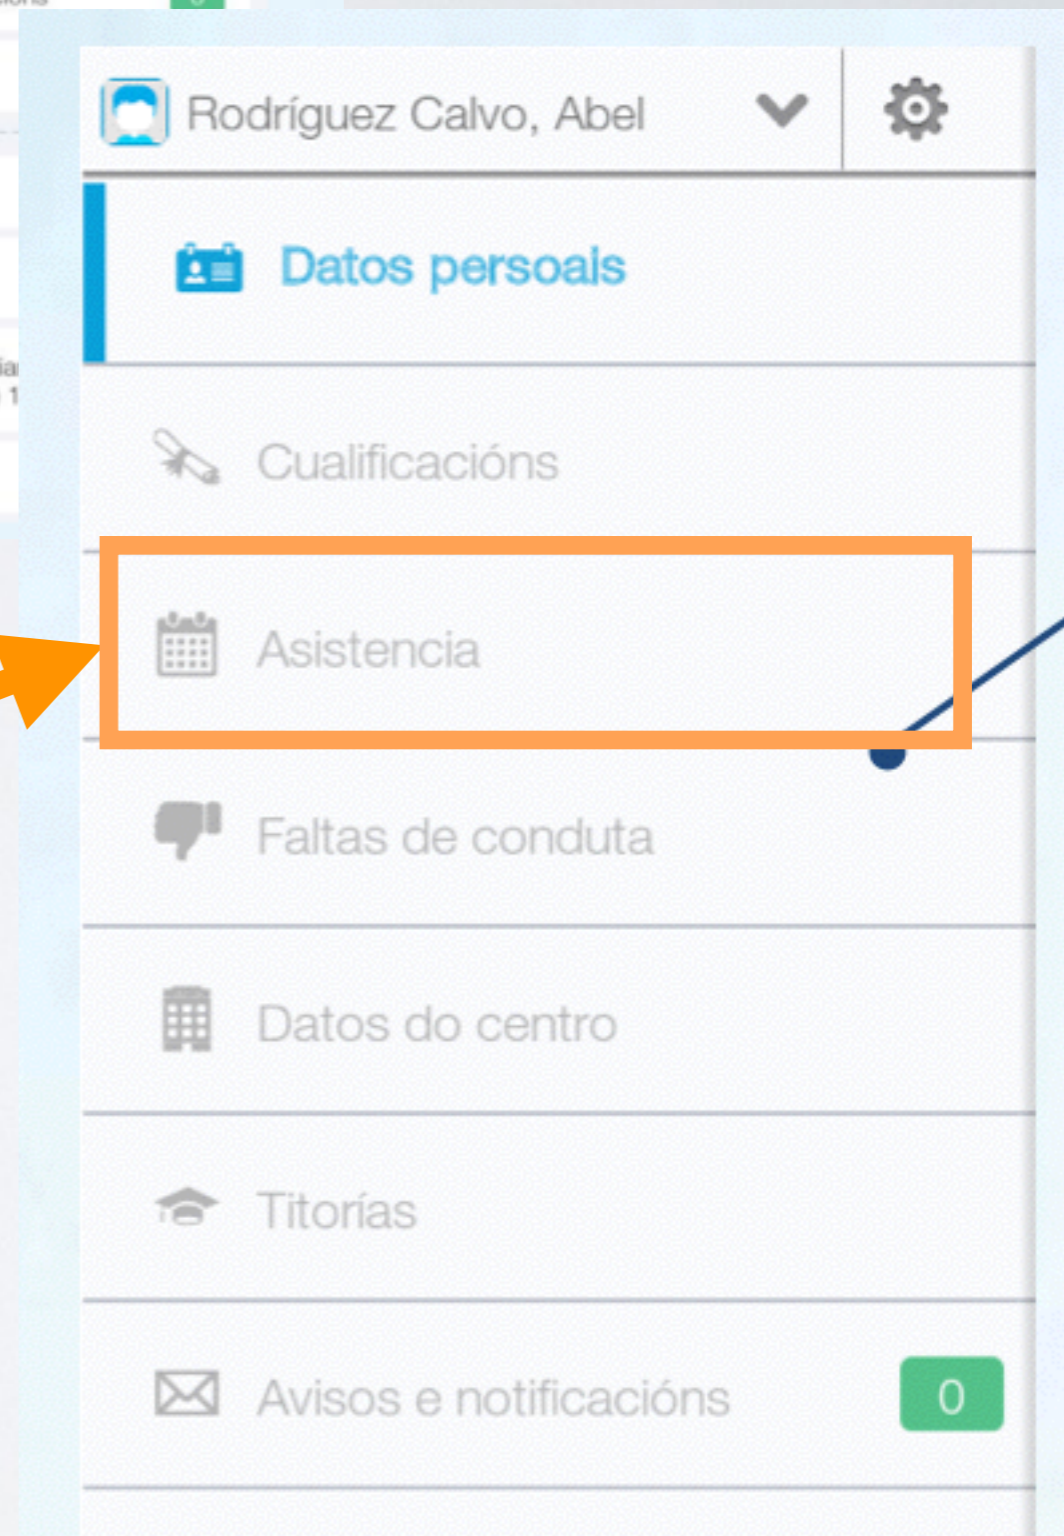 Rodríguez Calvo, Abel
Datos persoais
Cualificacións
Asistencia
Faltas de conduta
Datos do centro
Titorías
Avisos e notificacións
0